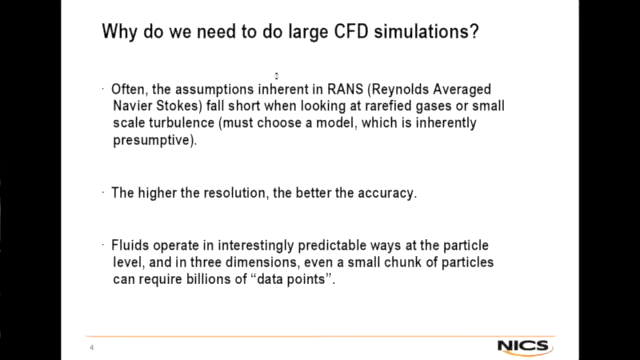 Why do we need to do large CFD simulations?
· Often, the assumptions inherent in RANS (Reynolds Averaged
Navier Stokes) fall short when looking at rarefied gases or small
scale turbulence (must choose a model, which is inherently
presumptive).
· The higher the resolution, the better the accuracy.
· Fluids operate in interestingly predictable ways at the particle
level, and in three dimensions, even a small chunk of particles
can require billions of “data points”.
4
NICS